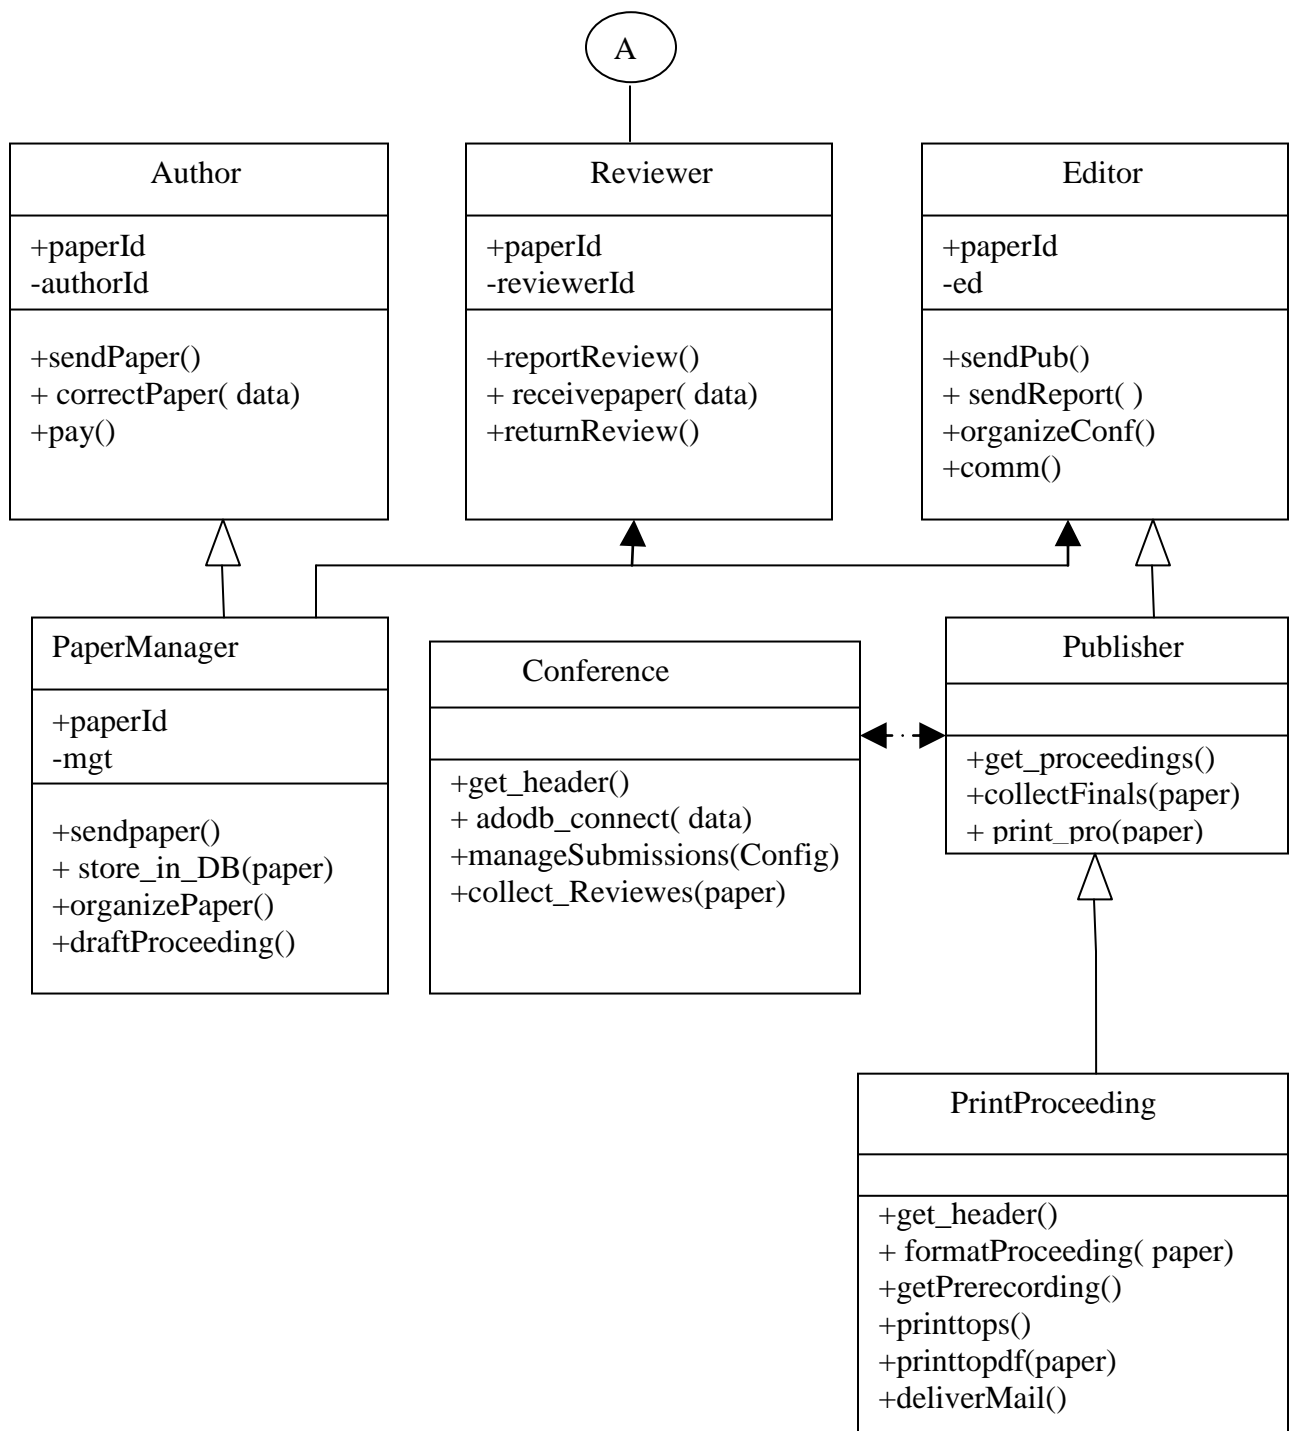 A
Author
+paperId
-authorId
+sendPaper()
+ correctPaper( data)
+pay()
Reviewer
+paperId
-reviewerId
+reportReview()
+ receivepaper( data)
+returnReview()
Editor
+paperId
-ed
+sendPub()
+ sendReport( )
+organizeConf()
+comm()
PaperManager
+paperId
-mgt
+sendpaper()
+ store_in_DB(paper)
+organizePaper()
+draftProceeding()
Conference
+get_header()
+ adodb_connect( data)
+manageSubmissions(Config)
+collect_Reviewes(paper)
Publisher
+get_proceedings()
+collectFinals(paper)
+ print_pro(paper)
PrintProceeding
+get_header()
+ formatProceeding( paper)
+getPrerecording()
+printtops()
+printtopdf(paper)
+deliverMail()